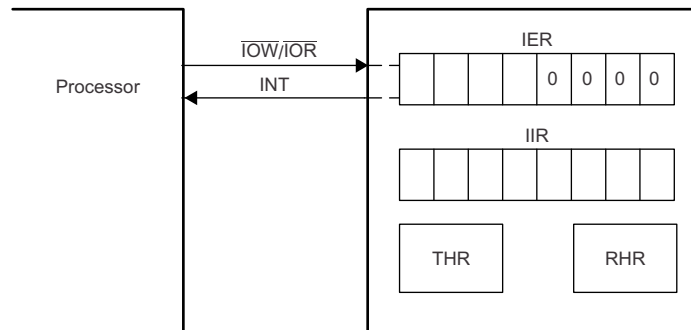 IER
IOW/IOR
0 0 0 0
Processor
INT
IIR
THR
RHR